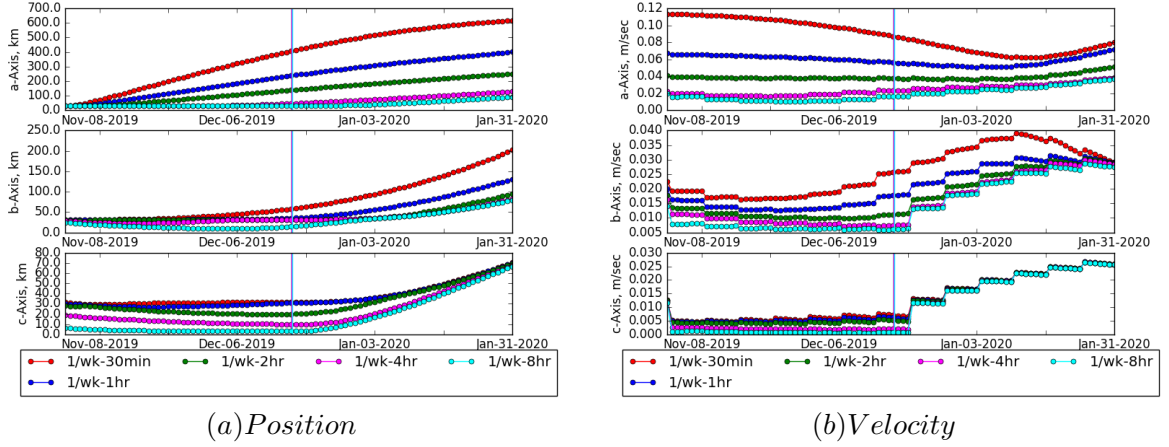 700.0
600.0
500.0
400.0
300.0
200.0
100.0
0.0
a-Axis, km
Nov-08-2019 Dec-06-2019 Jan-03-2020 Jan-31-2020
250.0
200.0
150.0
100.0
50.0
0.0
b-Axis, km
Nov-08-2019 Dec-06-2019 Jan-03-2020 Jan-31-2020
80.0
70.0
60.0
50.0
40.0
30.0
20.0
10.0
0.0
c-Axis, km
Nov-08-2019 Dec-06-2019 Jan-03-2020 Jan-31-2020
1/wk-30min 1/wk-2hr 1/wk-4hr 1/wk-8hr
1/wk-1hr
(a)Position
0.12
0.10
0.08
0.06
0.04
0.02
0.00
a-Axis, m/sec
Nov-08-2019 Dec-06-2019 Jan-03-2020 Jan-31-2020
0.040
0.035
0.030
0.025
0.020
0.015
0.010
0.005
b-Axis, m/sec
Nov-08-2019 Dec-06-2019 Jan-03-2020 Jan-31-2020
0.030
0.025
0.020
0.015
0.010
0.005
0.000
c-Axis, m/sec
Nov-08-2019 Dec-06-2019 Jan-03-2020 Jan-31-2020
1/wk-30min 1/wk-2hr 1/wk-4hr 1/wk-8hr
1/wk-1hr
(b)Velocity